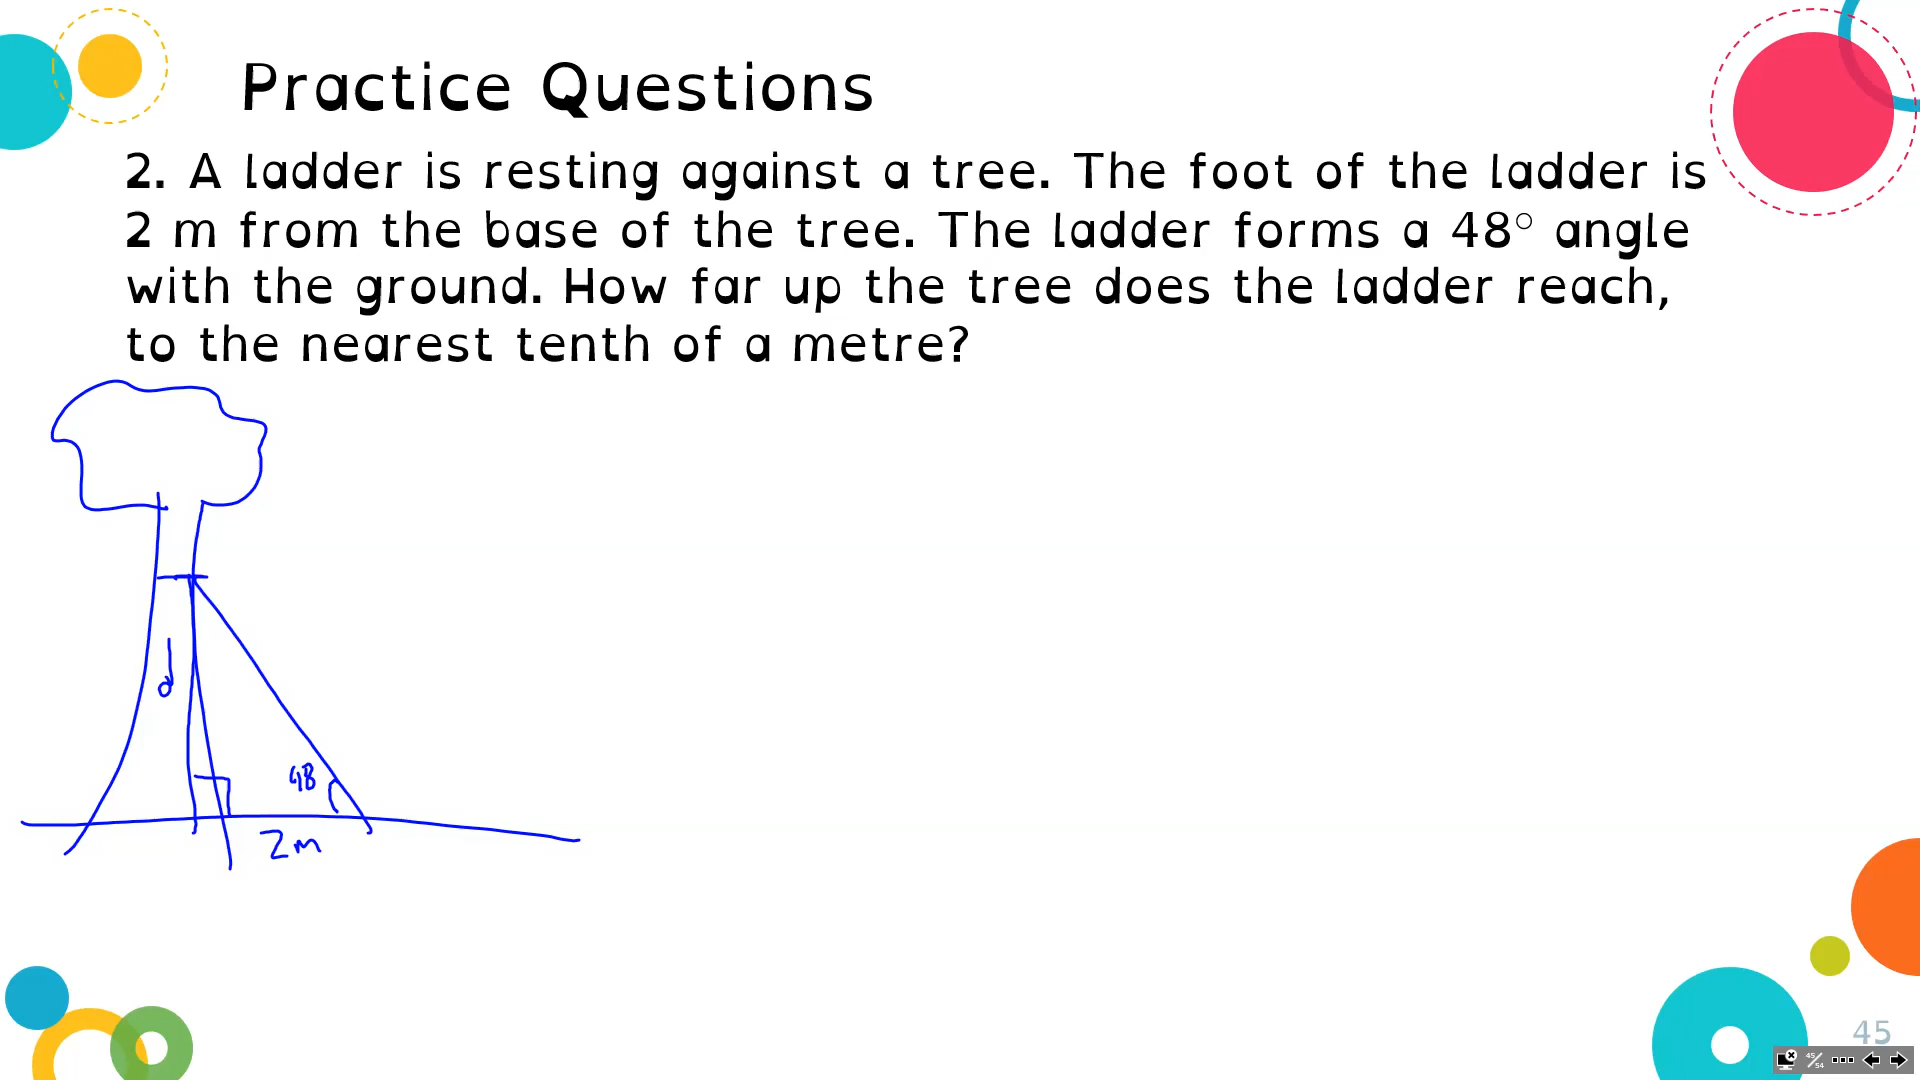 Practice Questions
2. A ladder is resting against a tree. The foot of the ladder is
2 m from the base of the tree. The ladder forms a 48° angle
with the ground. How far up the tree does the ladder reach,
to the nearest tenth of a metre?
d
48
2m
45
45/54